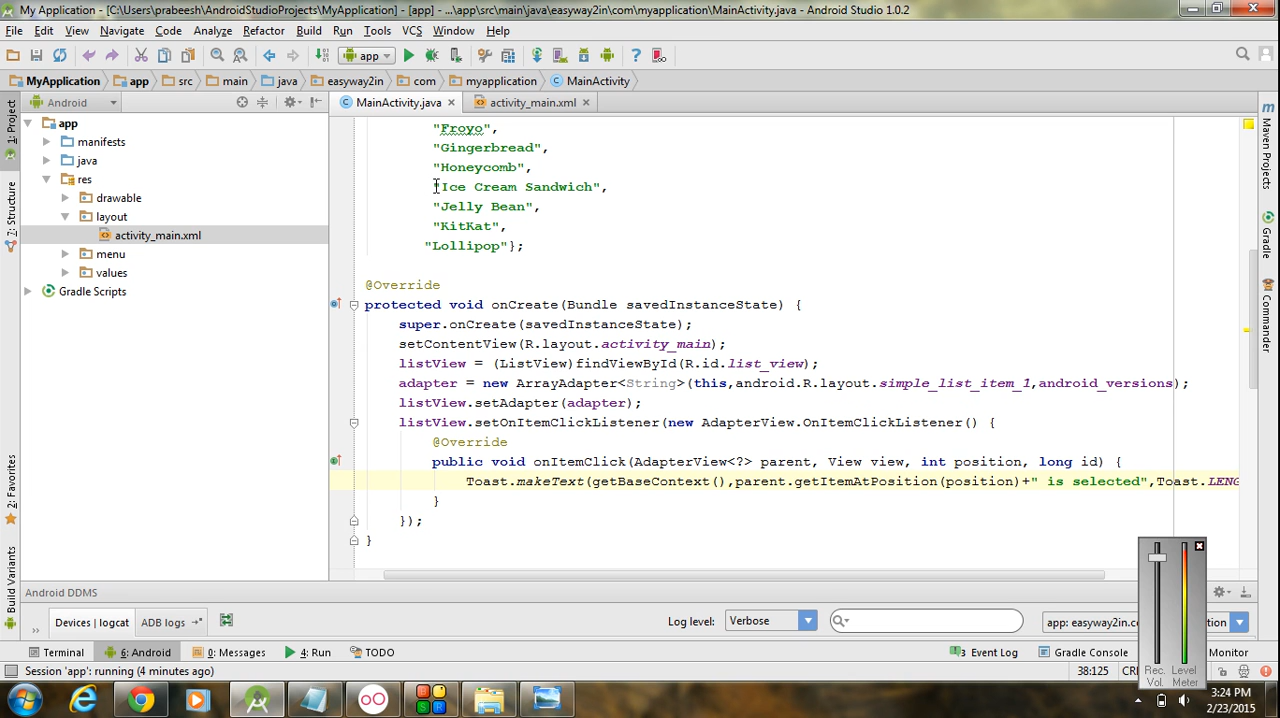 My Application - [C:\Users\prabeesh\AndroidStudioProjects\MyApplication] - [app] - ...\app\src\main\java\easyway2in\com\myapplication\MainActivity.java - Android Studio 1.0.2
File Edit View Navigate Code Analyze Refactor Build Run Tools VCS Window Help
app
MyApplication app src main java easyway2in com myapplication MainActivity
Android
MainActivity.java activity_main.xml
1: Project
7: Structure
2: Favorites
Build Variants
app
manifests
java
res
drawable
layout
activity_main.xml
menu
values
Gradle Scripts
"Froyo",
"Gingerbread",
"Honeycomb",
"Ice Cream Sandwich",
"Jelly Bean",
"KitKat",
"Lollipop"};
@Override
protected void onCreate(Bundle savedInstanceState) {
super.onCreate(savedInstanceState);
setContentView(R.layout.activity_main);
listView = (ListView)findViewById(R.id.list_view);
adapter = new ArrayAdapter<String>(this,android.R.layout.simple_list_item_1,android_versions);
listView.setAdapter(adapter);
listView.setOnItemClickListener(new AdapterView.OnItemClickListener() {
@Override
public void onItemClick(AdapterView<?> parent, View view, int position, long id) {
Toast.makeText(getBaseContext(),parent.getItemAtPosition(position)+" is selected",Toast.LENG
}
});
}
Maven Projects
Gradle
Commander
Android DDMS
Devices | logcat ADB logs Log level: Verbose app: easyway2in.c tion
Terminal 6: Android 0: Messages 4: Run TODO 3 Event Log Gradle Console Monitor
Session 'app': running (4 minutes ago) 38:125 CR
Rec. Vol. Level Meter
3:24 PM
2/23/2015